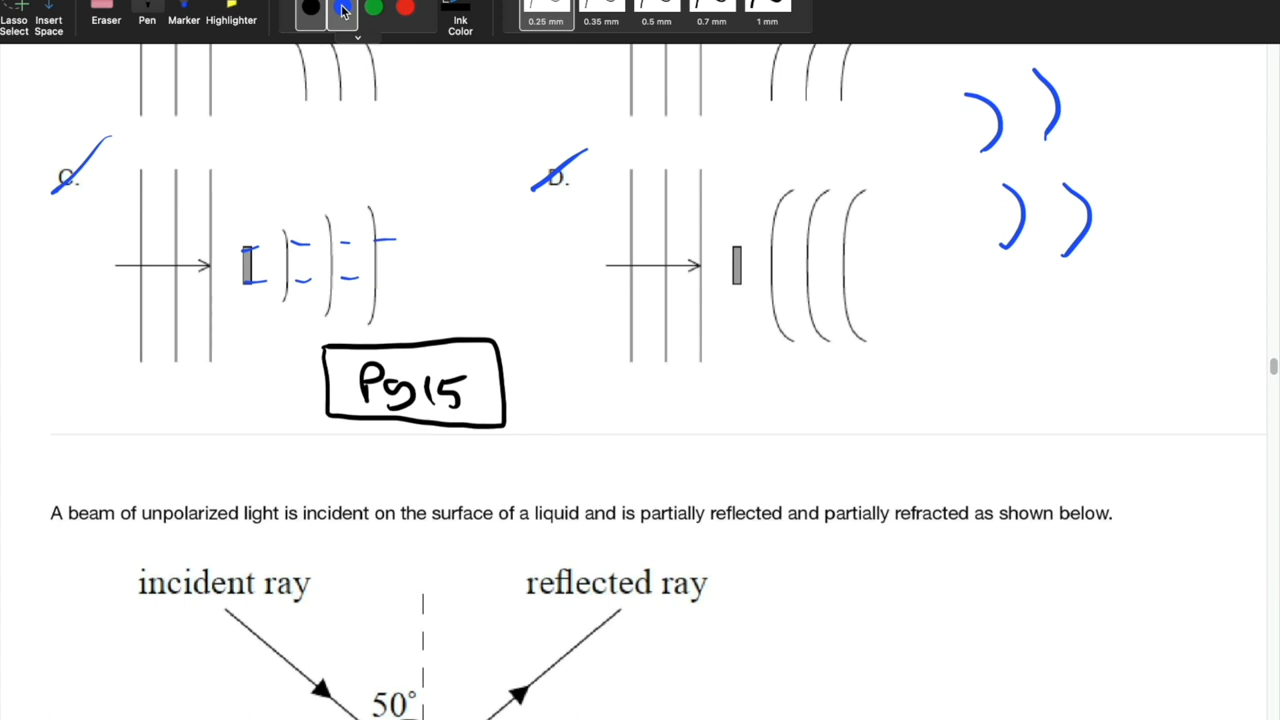 Lasso Select
Insert Space
Eraser
Pen
Marker
Highlighter
Ink Color
0.25 mm
0.35 mm
0.5 mm
0.7 mm
1 mm
C.
D.
Pg 15
A beam of unpolarized light is incident on the surface of a liquid and is partially reflected and partially refracted as shown below.
incident ray
reflected ray
50°